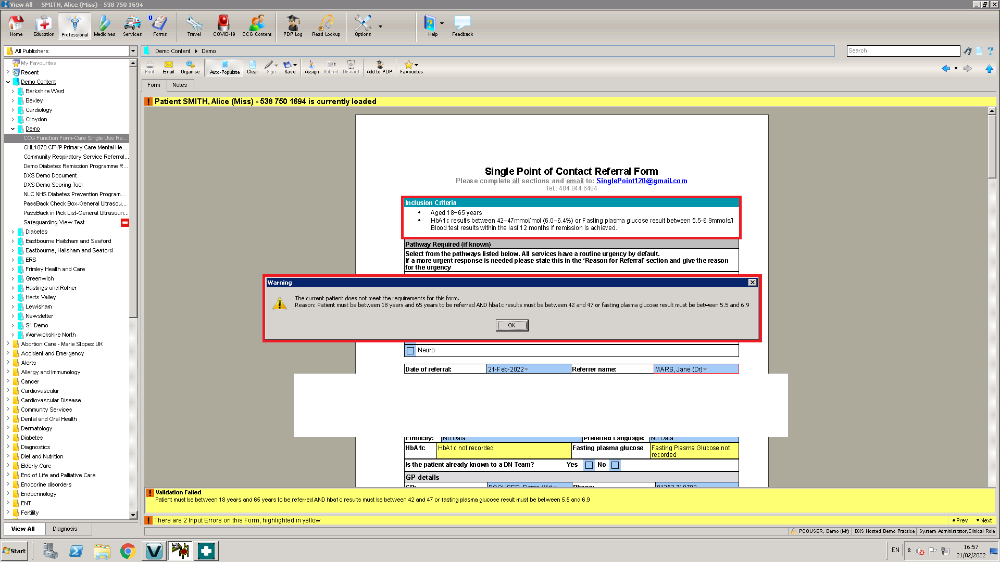 View All - SMITH, Alice (Miss) - 538 750 1694
Home
Education
Professional
Medicines
Services
0
Forms
Travel
COVID-19
CCG Content
PDP Log
Read Lookup
Options
Help
Feedback
All Publishers
Demo Content
Demo
Search
My Favourites
Recent
Demo Content
Berkshire West
Bexley
Cardiology
Croydon
Demo
CCG Function Form-Care Single Use Re...
CHL1070 CFYP Primary Care Mental He...
Community Respiratory Service Referral...
Demo Diabetes Remission Programme R...
DXS Demo Document
DXS Demo Scoring Tool
NLC NHS Diabetes Prevention Program...
PassBack Check Box-General Ultrasou...
PassBack in Pick List-General Ultrasoun...
Safeguarding View Test
Diabetes
Eastbourne Hailsham and Seaford
Eastbourne, Hailsham and Seaford
ERS
Frimley Health and Care
Greenwich
Hastings and Rother
Herts Valley
Lewisham
Newsletter
S1 Demo
Warwickshire North
Abortion Care - Marie Stopes UK
Accident and Emergency
Alerts
Allergy and Immunology
Cancer
Cardiovascular
Cardiovascular Disease
Community Services
Dental and Oral Health
Dermatology
Diabetes
Diagnostics
Diet and Nutrition
Elderly Care
End of Life and Palliative Care
Endocrine disorders
Endocrinology
ENT
Fertility
View All
Diagnosis
Print
Email
Organise
Auto-Populate
Clear
Sign
Save
Assign
Submit
Discard
Add to PDP
Favourites
Form
Notes
Patient SMITH, Alice (Miss) - 538 750 1694 is currently loaded
Single Point of Contact Referral Form
Please complete all sections and email to: SinglePoint120@gmail.com
Tel.: 484 844 6484
Inclusion Criteria
• Aged 18–65 years
• HbA1c results between 42–47mmol/mol (6.0–6.4%) or Fasting plasma glucose result between 5.5-6.9mmols/l
Blood test results within the last 12 months if remission is achieved.
Pathway Required (if known)
Select from the pathways listed below. All services have a routine urgency by default.
If a more urgent response is needed please state this in the ‘Reason for Referral’ section and give the reason
for the urgency
Warning
The current patient does not meet the requirements for this form.
Reason: Patient must be between 18 years and 65 years to be referred AND hba1c results must be between 42 and 47 or fasting plasma glucose result must be between 5.5 and 6.9
OK
Neuro
Date of referral: 21-Feb-2022 Referrer name: MARS, Jane (Dr)
Ethnicity: No Data Preferred Language: No Data
HbA1c HbA1c not recorded Fasting plasma glucose Fasting Plasma Glucose not
recorded
Is the patient already known to a DN Team? Yes No
GP details
GP: PCOUSER, Demo (Mr) Phone:
Validation Failed
Patient must be between 18 years and 65 years to be referred AND hba1c results must be between 42 and 47 or fasting plasma glucose result must be between 5.5 and 6.9
There are 2 Input Errors on this Form, highlighted in yellow
Prev
Next
PCOUSER, Demo (Mr)
DXS Hosted Demo Practice
System Administrator,Clinical Role
Start
EN
16:57
21/02/2022